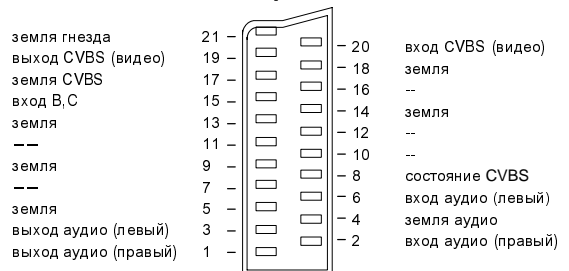 земля гнезда 21 –
выход CVBS (видео) 19 –
земля CVBS 17 –
вход B,C 15 –
земля 13 –
–– 11 –
земля 9 –
–– 7 –
земля 5 –
выход аудио (левый) 3 –
выход аудио (правый) 1 –
– 20 вход CVBS (видео)
– 18 земля
– 16 --
– 14 земля
– 12 --
– 10 --
– 8 состояние CVBS
– 6 вход аудио (левый)
– 4 земля аудио
– 2 вход аудио (правый)